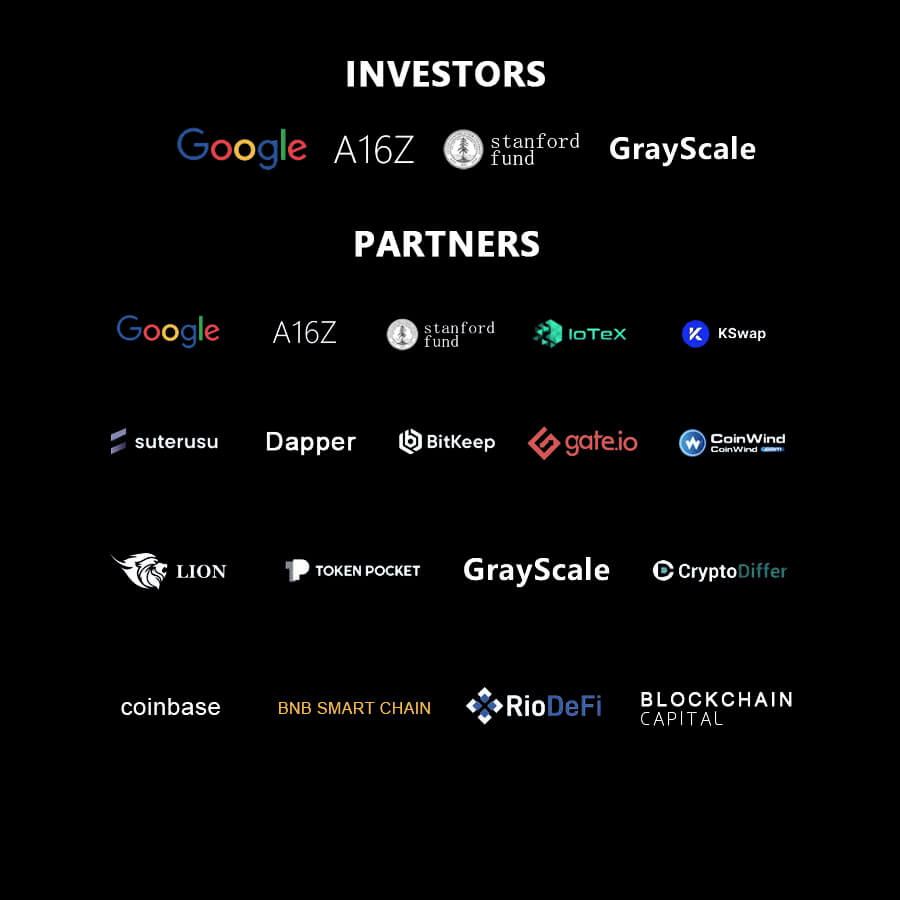 INVESTORS
Google A16Z stanford fund GrayScale
PARTNERS
Google A16Z stanford fund IoTeX KSwap
suterusu Dapper BitKeep gate.io CoinWind CoinWind .com
LION TOKEN POCKET GrayScale CryptoDiffer
coinbase BNB SMART CHAIN RioDeFi BLOCKCHAIN CAPITAL